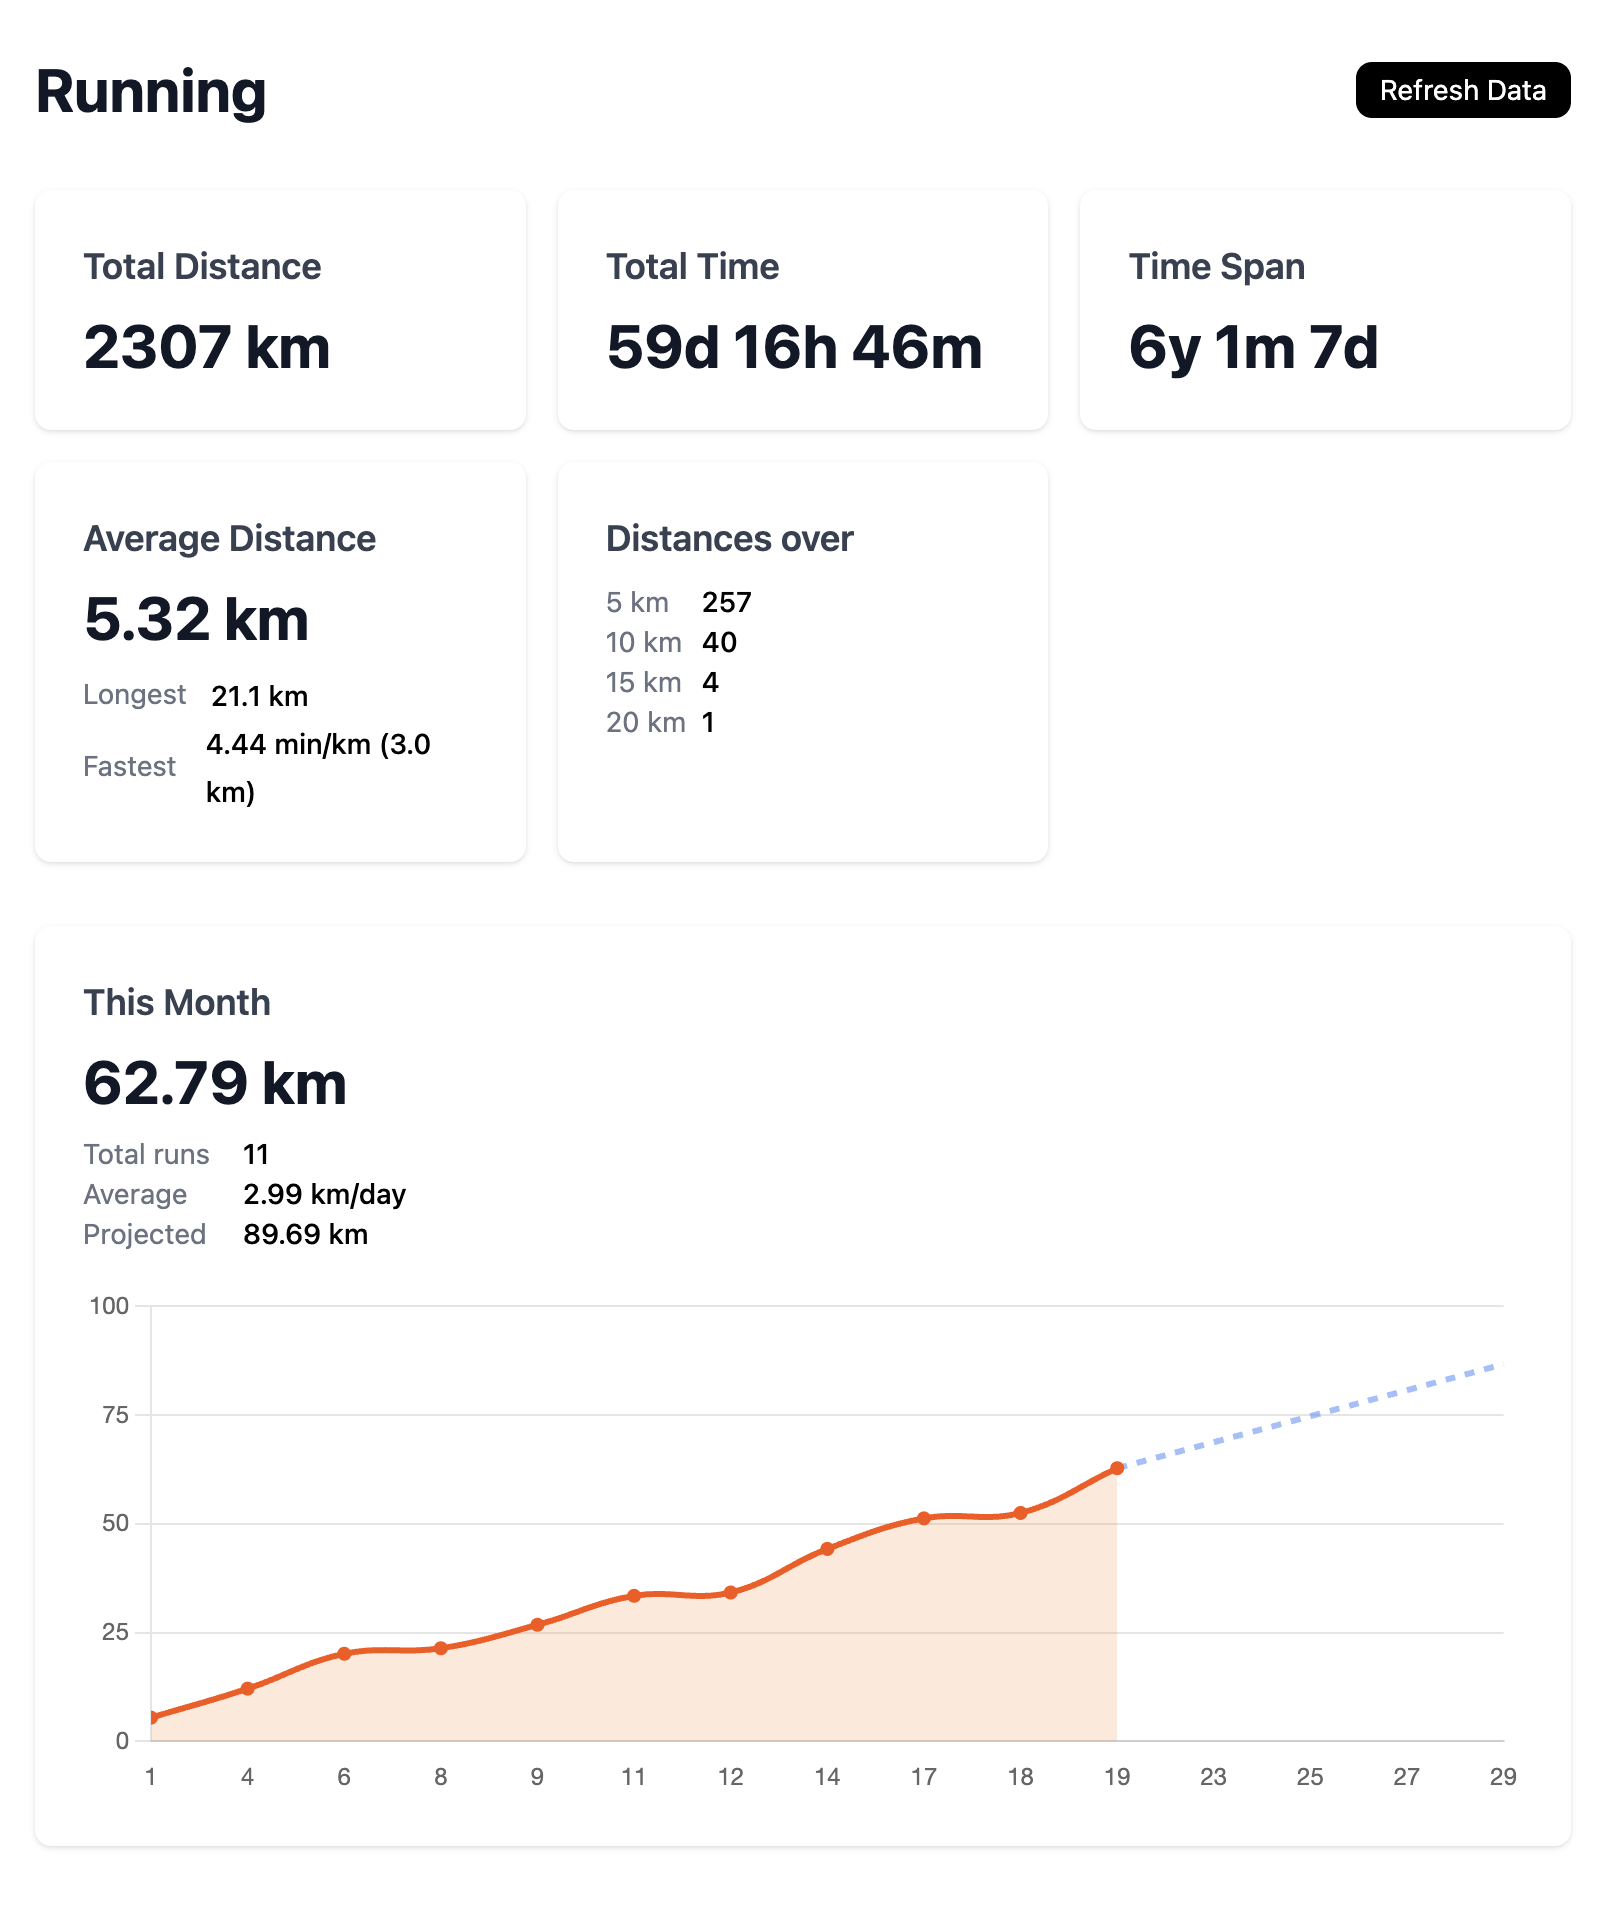 Running
Refresh Data
Total Distance
2307 km
Total Time
59d 16h 46m
Time Span
6y 1m 7d
Average Distance
5.32 km
Longest 21.1 km
Fastest 4.44 min/km (3.0
km)
Distances over
5 km 257
10 km 40
15 km 4
20 km 1
This Month
62.79 km
Total runs 11
Average 2.99 km/day
Projected 89.69 km
100
75
50
25
0
1 4 6 8 9 11 12 14 17 18 19 23 25 27 29